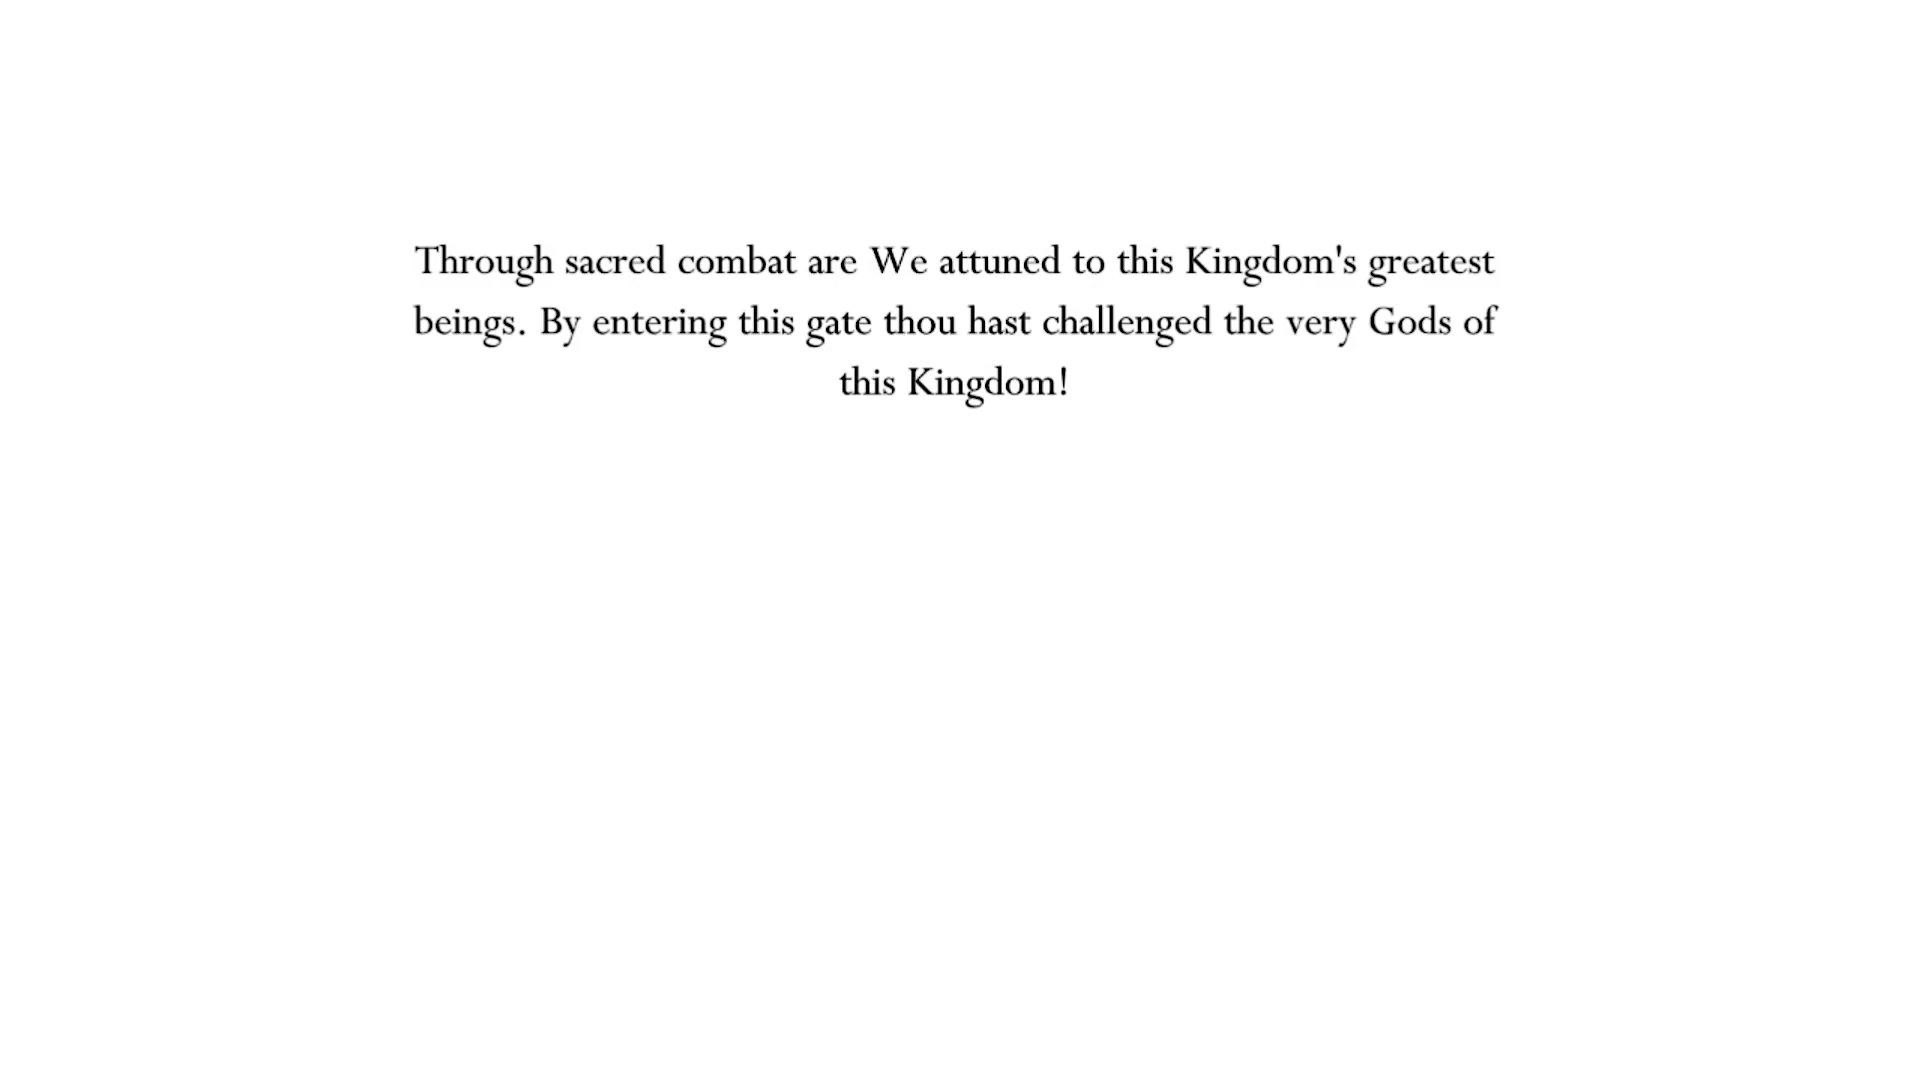 Through sacred combat are We attuned to this Kingdom's greatest
beings. By entering this gate thou hast challenged the very Gods of
this Kingdom!